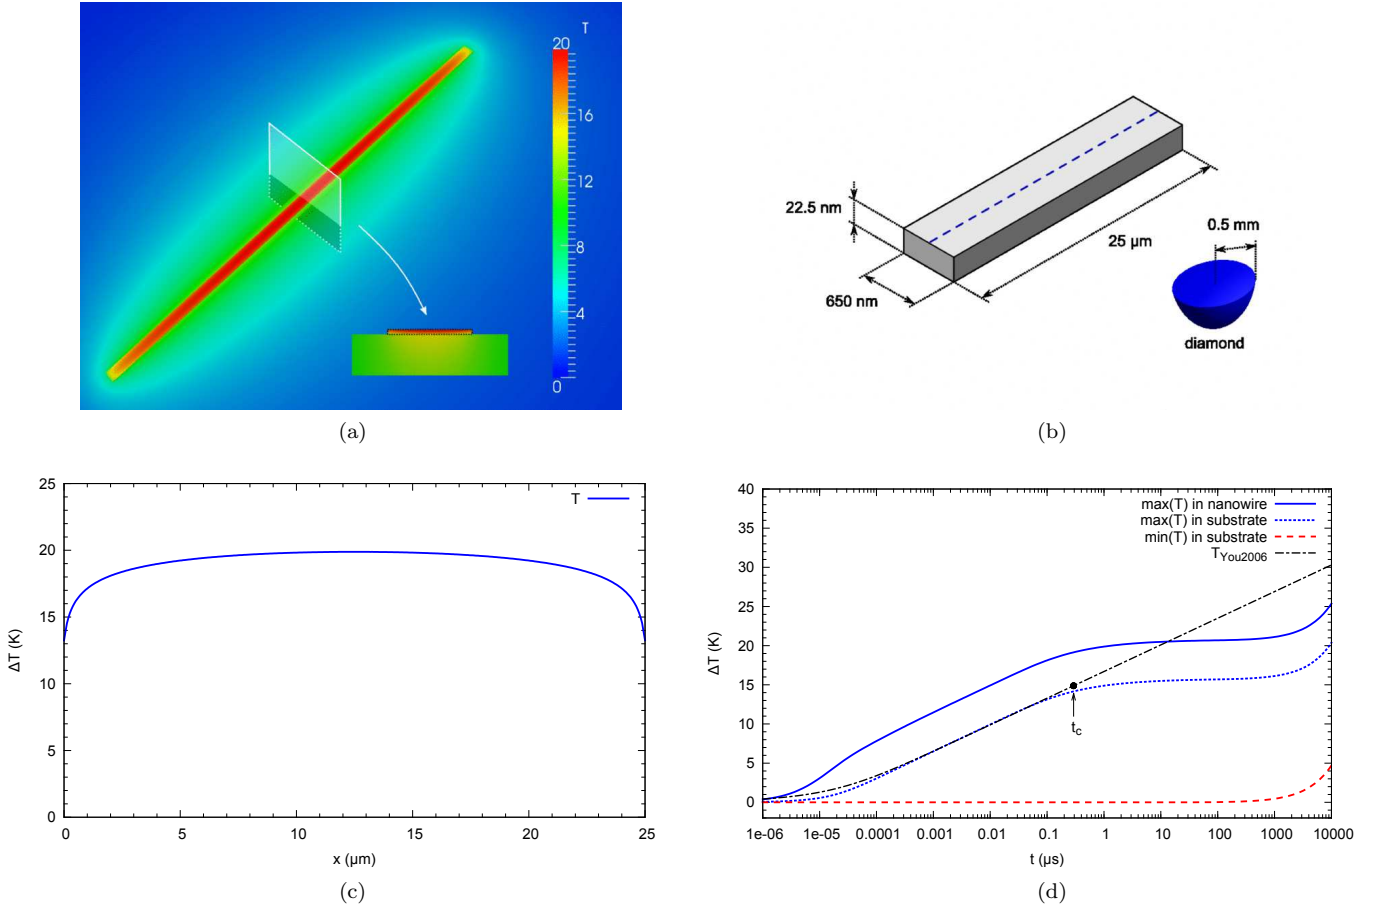 T
20
16
12
8
4
0
(a)
22.5 nm
650 nm
25 µm
0.5 mm
diamond
(b)
25
20
15
10
5
0
ΔT (K)
T
0 5 10 15 20 25
x (µm)
(c)
40
35
30
25
20
15
10
5
0
ΔT (K)
max(T) in nanowire
max(T) in substrate
min(T) in substrate
T_You2006
t_c
1e-06 1e-05 0.0001 0.001 0.01 0.1 1 10 100 1000 10000
t (µs)
(d)